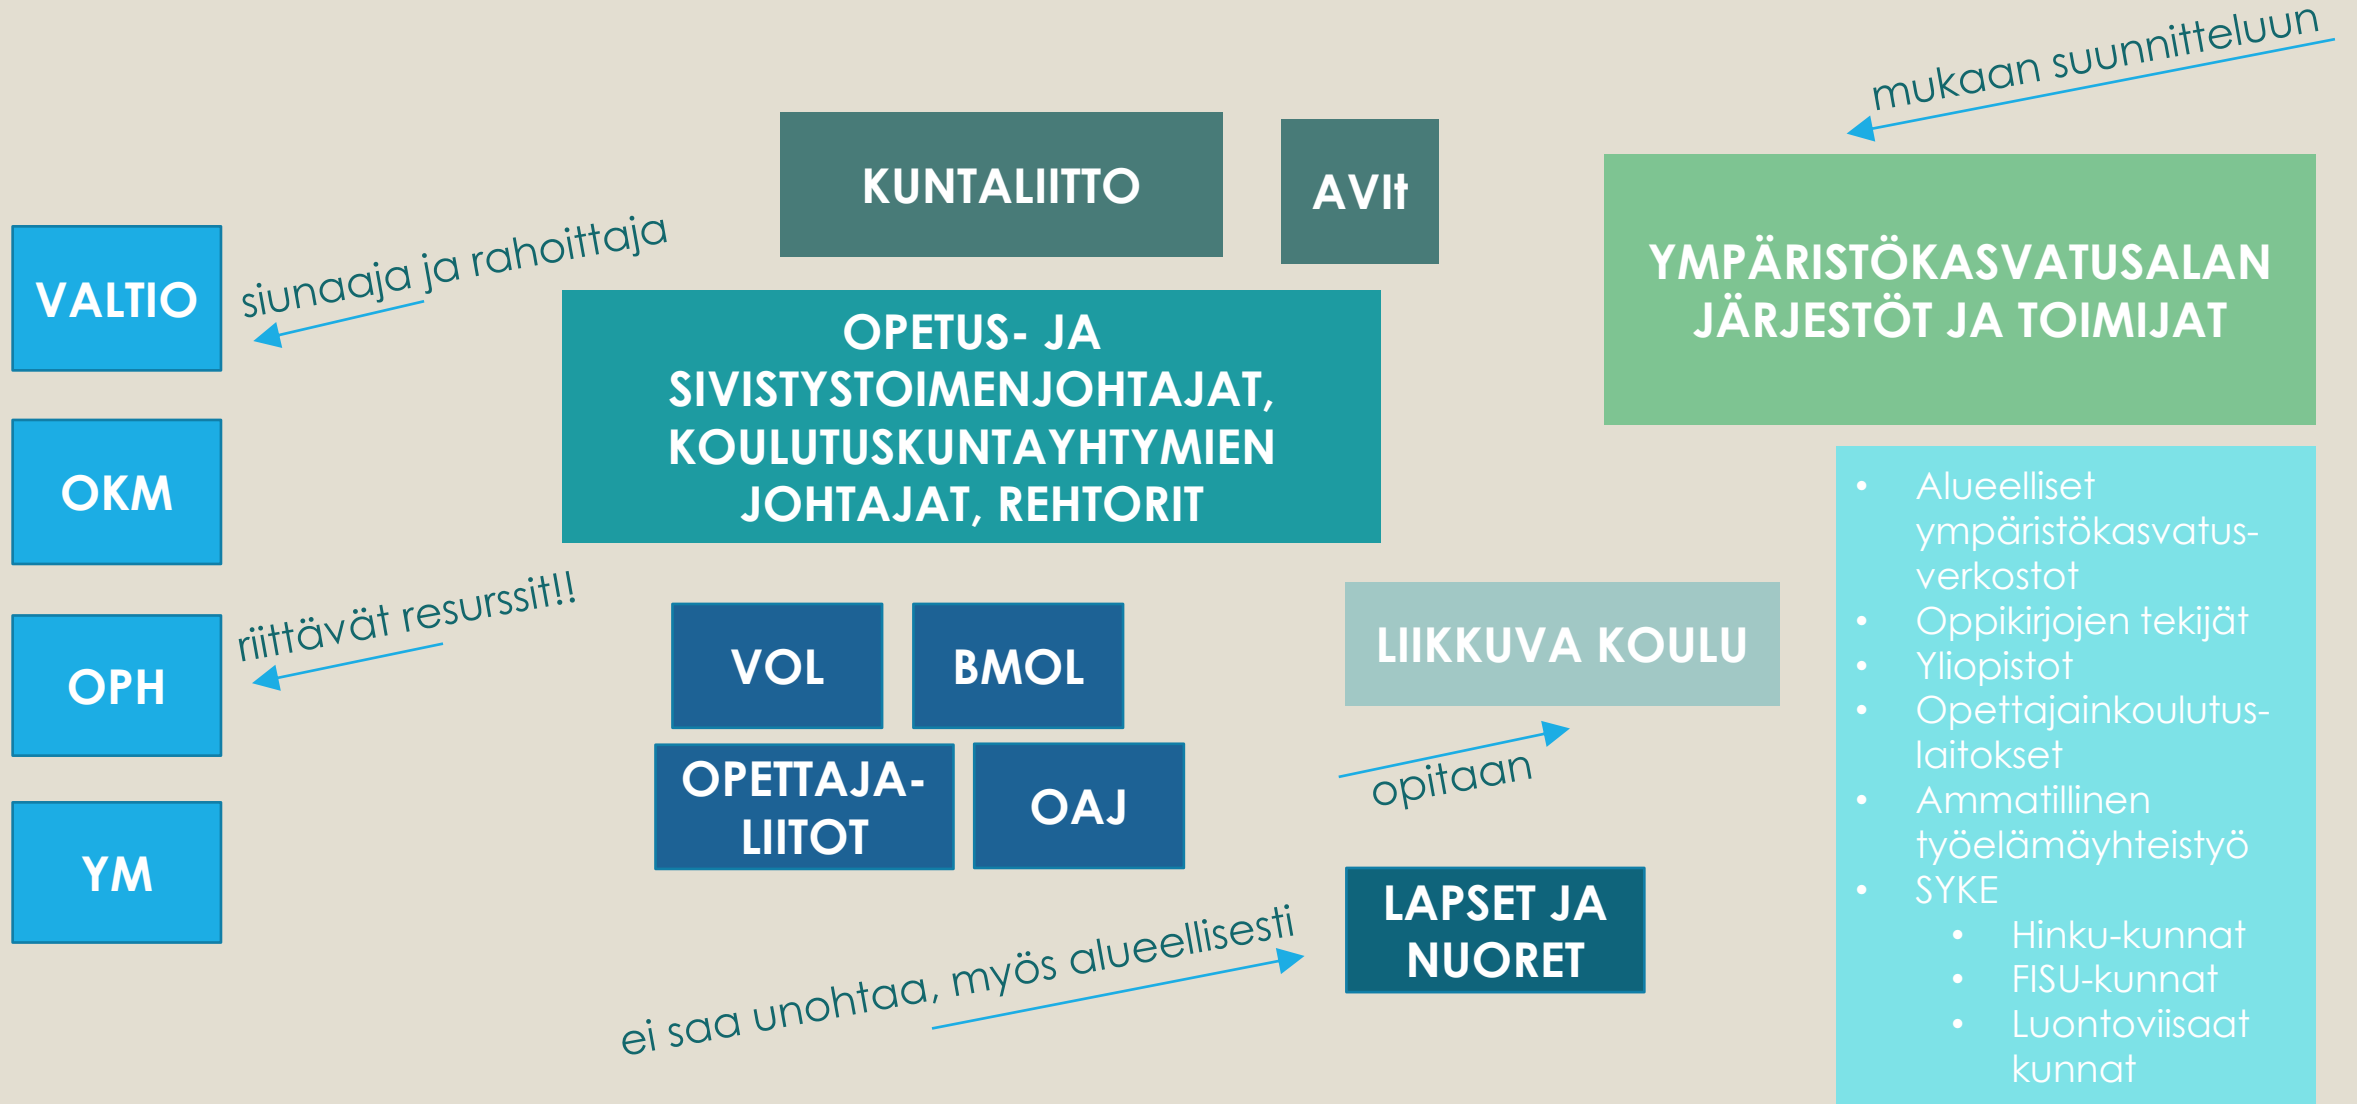 mukaan suunnitteluun
KUNTALIITTO
AVIt
YMPÄRISTÖKASVATUSALAN
JÄRJESTÖT JA TOIMIJAT
VALTIO
siunaaja ja rahoittaja
OPETUS- JA
SIVISTYSTOIMENJOHTAJAT,
KOULUTUSKUNTAYHTYMIEN
JOHTAJAT, REHTORIT
OKM
OPH
riittävät resurssit!!
YM
VOL
BMOL
OPETTAJA-
LIITOT
OAJ
LIIKKUVA KOULU
opitaan
LAPSET JA
NUORET
ei saa unohtaa, myös alueellisesti
• Alueelliset
ympäristökasvatus-
verkostot
• Oppikirjojen tekijät
• Yliopistot
• Opettajainkoulutus-
laitokset
• Ammatillinen
työelämäyhteistyö
• SYKE
• Hinku-kunnat
• FISU-kunnat
• Luontoviisaat
kunnat